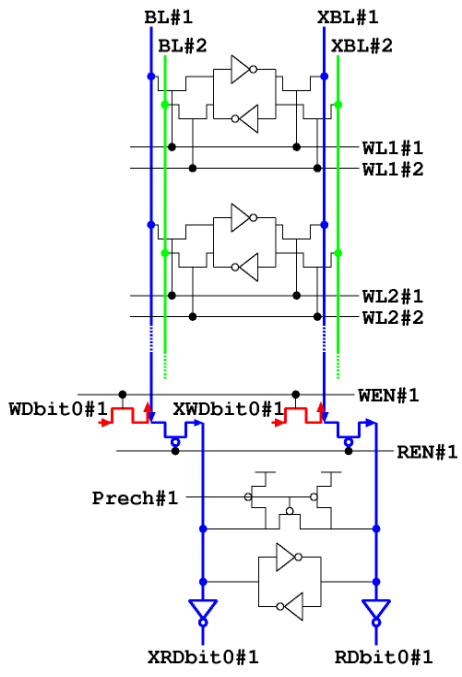 BL#1 XBL#1
BL#2 XBL#2
WL1#1
WL1#2
WL2#1
WL2#2
WEN#1
WDbit0#1 XWDbit0#1
REN#1
Prech#1
XRDbit0#1 RDbit0#1